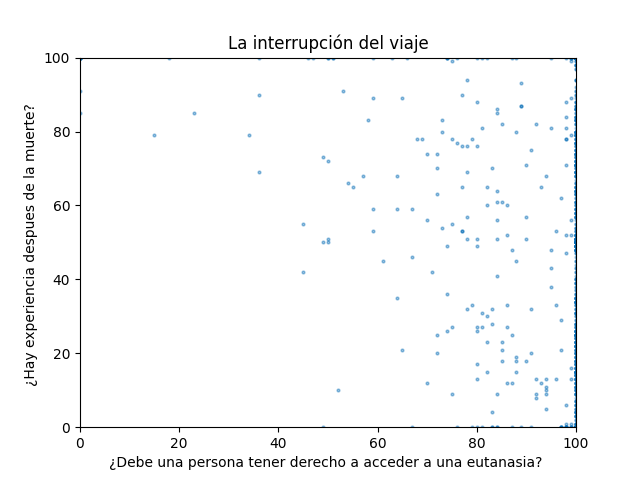 La interrupción del viaje
100
80
60
40
20
0
¿Hay experiencia despues de la muerte?
0 20 40 60 80 100
¿Debe una persona tener derecho a acceder a una eutanasia?